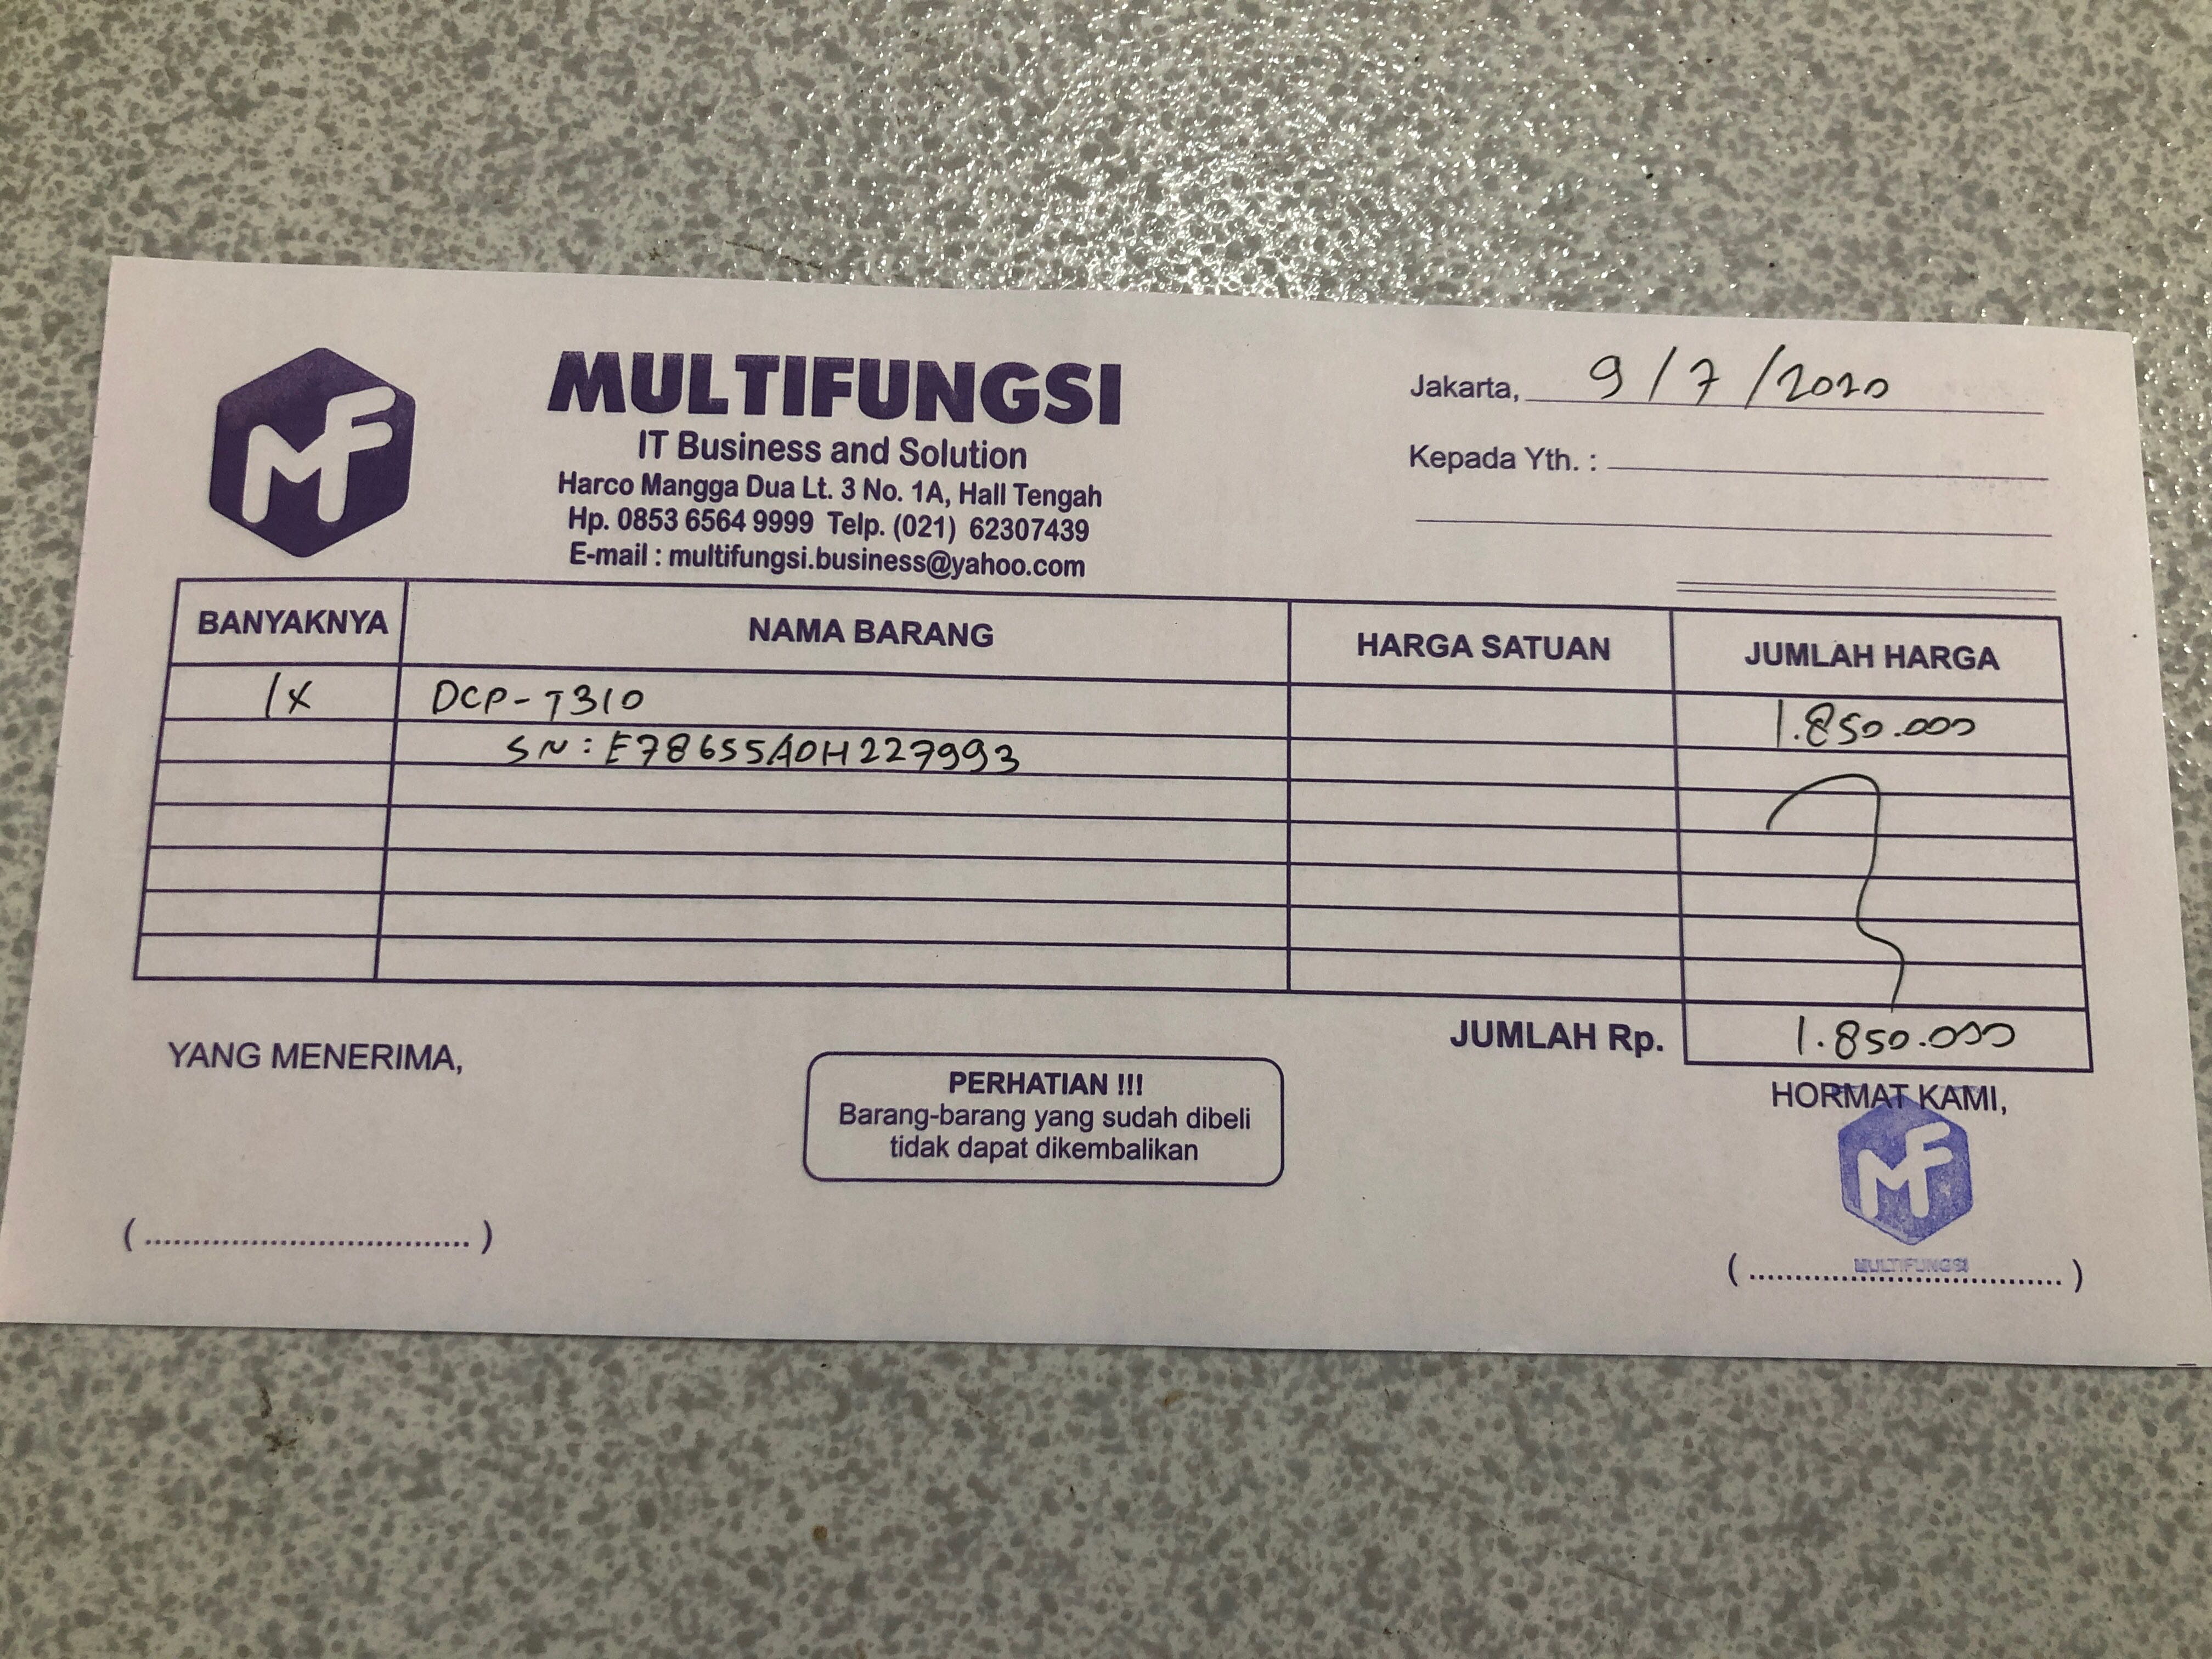 MF
MULTIFUNGSI
IT Business and Solution
Harco Mangga Dua Lt. 3 No. 1A, Hall Tengah
Hp. 0853 6564 9999 Telp. (021) 62307439
E-mail : multifungsi.business@yahoo.com
Jakarta, 9/7/2020
Kepada Yth. :
BANYAKNYA NAMA BARANG HARGA SATUAN JUMLAH HARGA
1x DCP-T310 1.850.000
SN: E78655A0H227993
JUMLAH Rp. 1.850.000
YANG MENERIMA,
PERHATIAN !!!
Barang-barang yang sudah dibeli
tidak dapat dikembalikan
HORMAT KAMI,
MF
MULTIFUNGSI
(..................................)
(..................................)